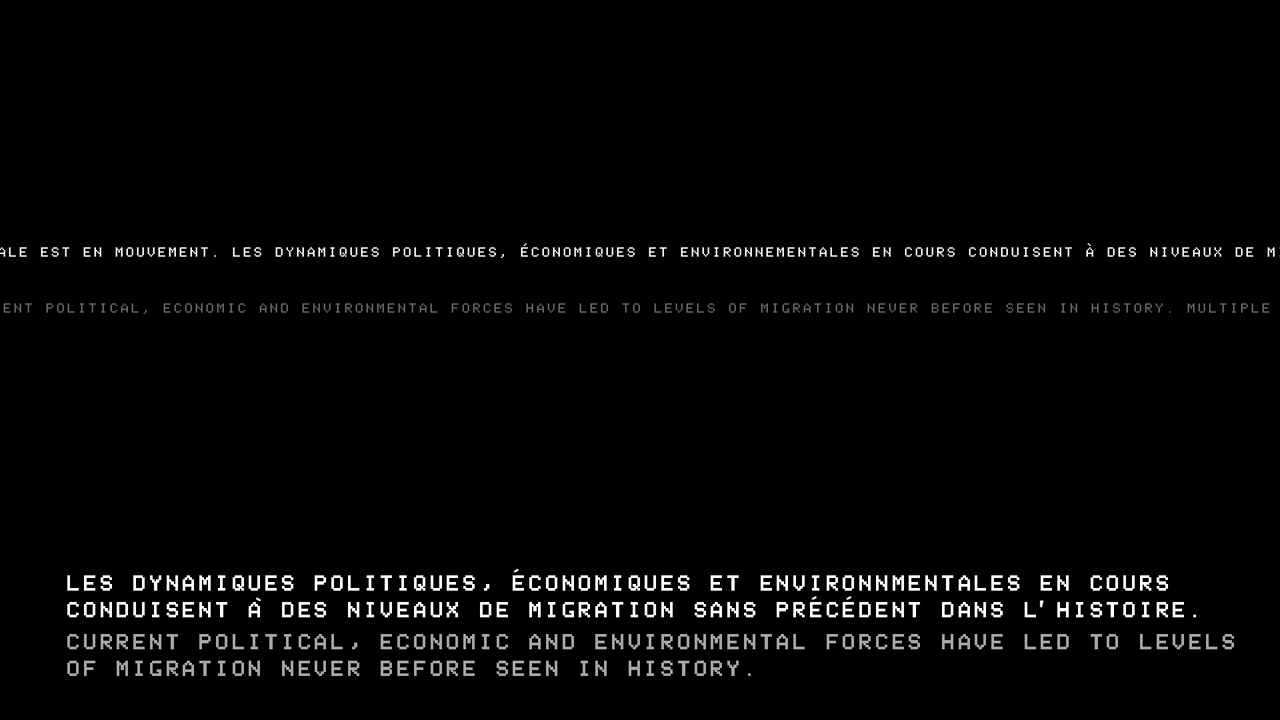 ALE EST EN MOUVEMENT. LES DYNAMIQUES POLITIQUES, ÉCONOMIQUES ET ENVIRONNEMENTALES EN COURS CONDUISENT À DES NIVEAUX DE M
ENT POLITICAL, ECONOMIC AND ENVIRONMENTAL FORCES HAVE LED TO LEVELS OF MIGRATION NEVER BEFORE SEEN IN HISTORY. MULTIPLE
LES DYNAMIQUES POLITIQUES, ÉCONOMIQUES ET ENVIRONNMENTALES EN COURS
CONDUISENT À DES NIVEAUX DE MIGRATION SANS PRÉCÉDENT DANS L'HISTOIRE.
CURRENT POLITICAL, ECONOMIC AND ENVIRONMENTAL FORCES HAVE LED TO LEVELS
OF MIGRATION NEVER BEFORE SEEN IN HISTORY.